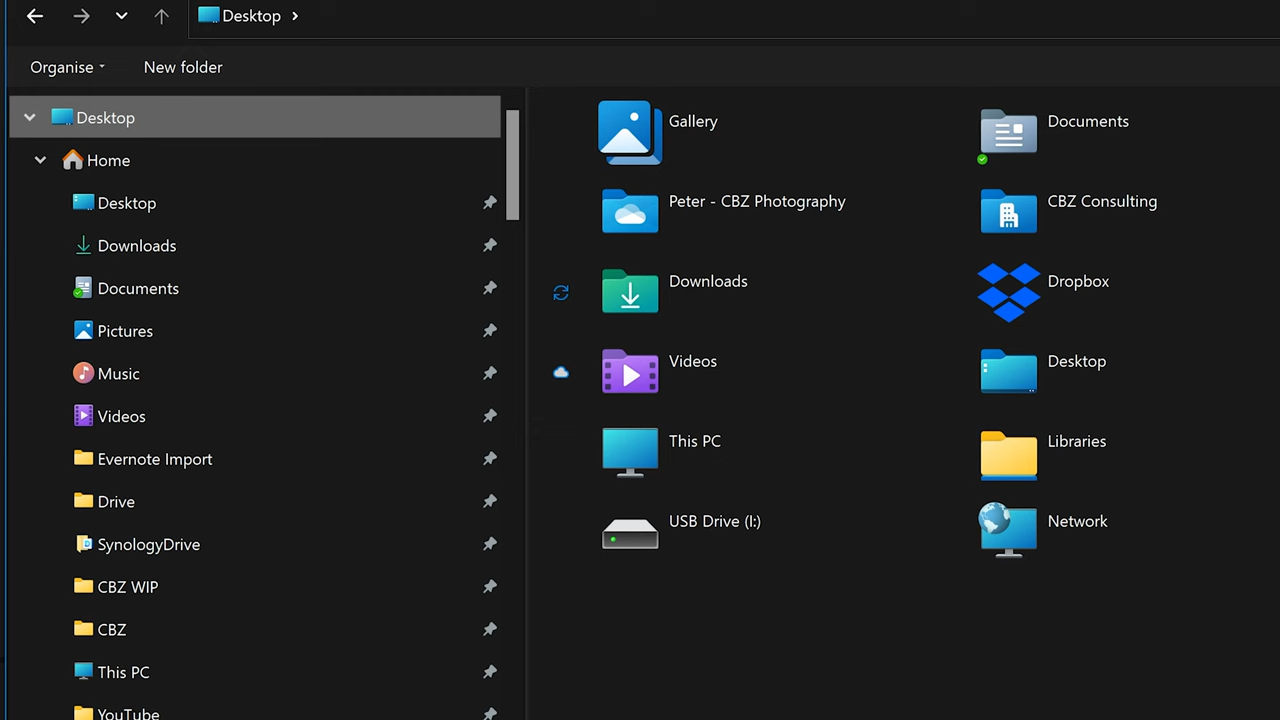 Desktop
Organise
New folder
Desktop
Home
Desktop
Downloads
Documents
Pictures
Music
Videos
Evernote Import
Drive
SynologyDrive
CBZ WIP
CBZ
This PC
YouTube
Gallery
Documents
Peter - CBZ Photography
CBZ Consulting
Downloads
Dropbox
Videos
Desktop
This PC
Libraries
USB Drive (I:)
Network